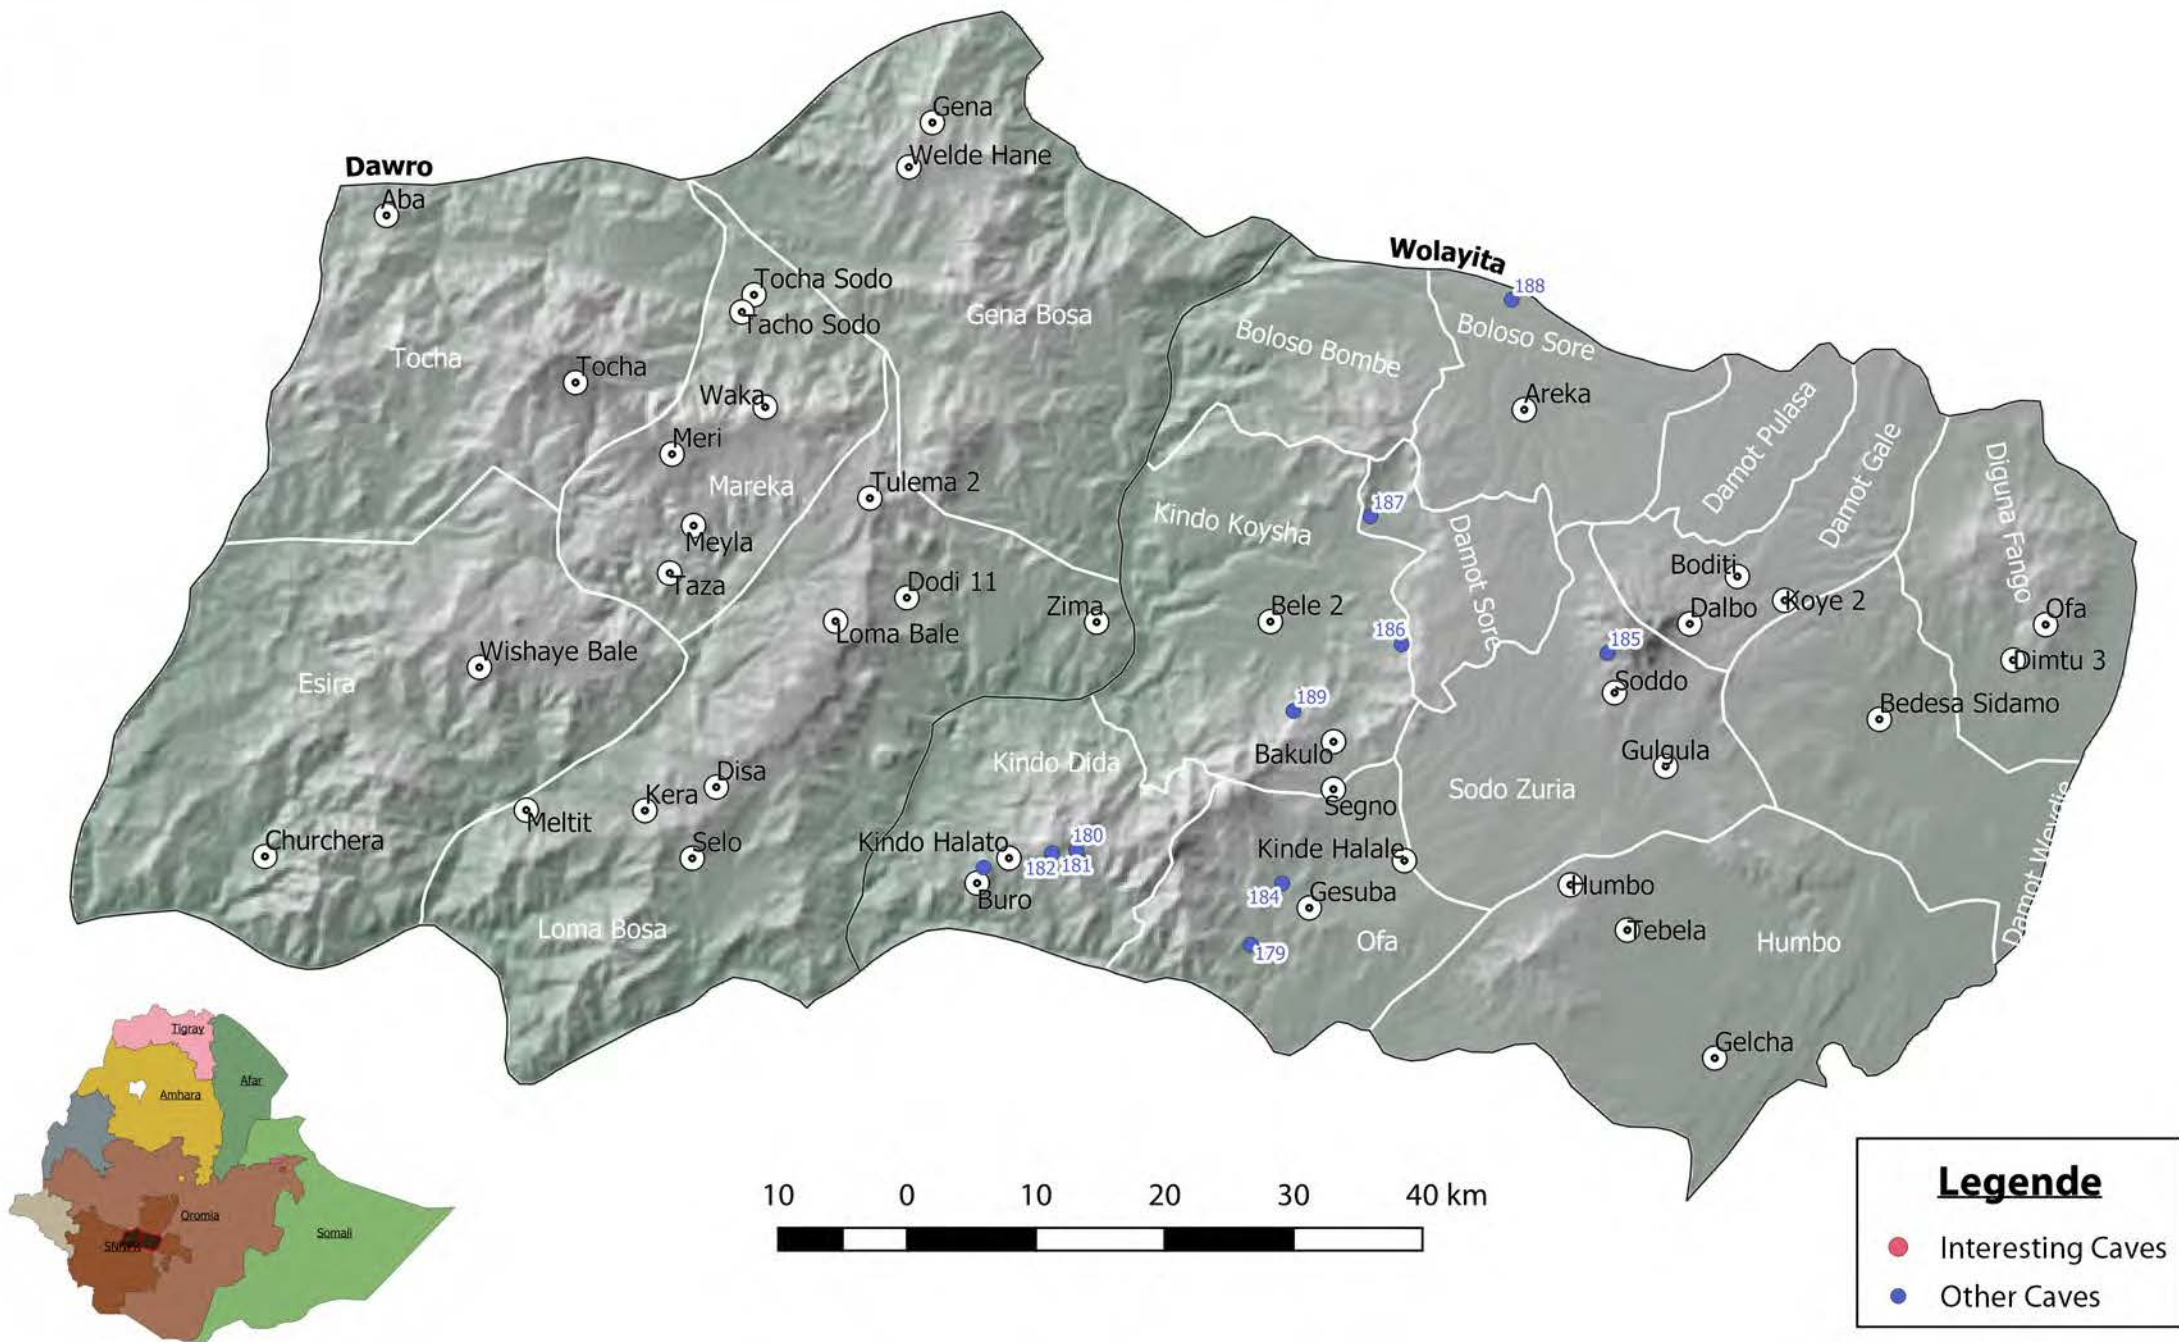 Gena
Welde Hane
Dawro
Aba
Wolayita
Tocha Sodo
188
Tacho Sodo
Gena Bosa
Boloso Sore
Boloso Bombe
Tocha
Tocha
Waka
Areka
Damot Pulasa
Damot Gale
Diguna Fango
Meri
Mareka
Tulema 2
187
Kindo Koysha
Meyla
Damot Sore
Boditi
Taza
Dodi 11
Zima
Bele 2
Dalbo
Koye 2
Ofa
Loma Bale
186
185
Wishaye Bale
Dimtu 3
Esira
Soddo
189
Bedesa Sidamo
Bakulo
Gulgula
Kindo Dida
Disa
Kera
Sodo Zuria
Segno
Meltit
Churchera
Selo
Kindo Halato
180
182
181
Kinde Halale
Damot Weydie
Buro
184
Gesuba
Humbo
Loma Bosa
Tebela
Humbo
Ofa
179
Gelcha
Tigray
Afar
Amhara
Oromia
Somali
10 0 10 20 30 40 km
Legende
Interesting Caves
Other Caves